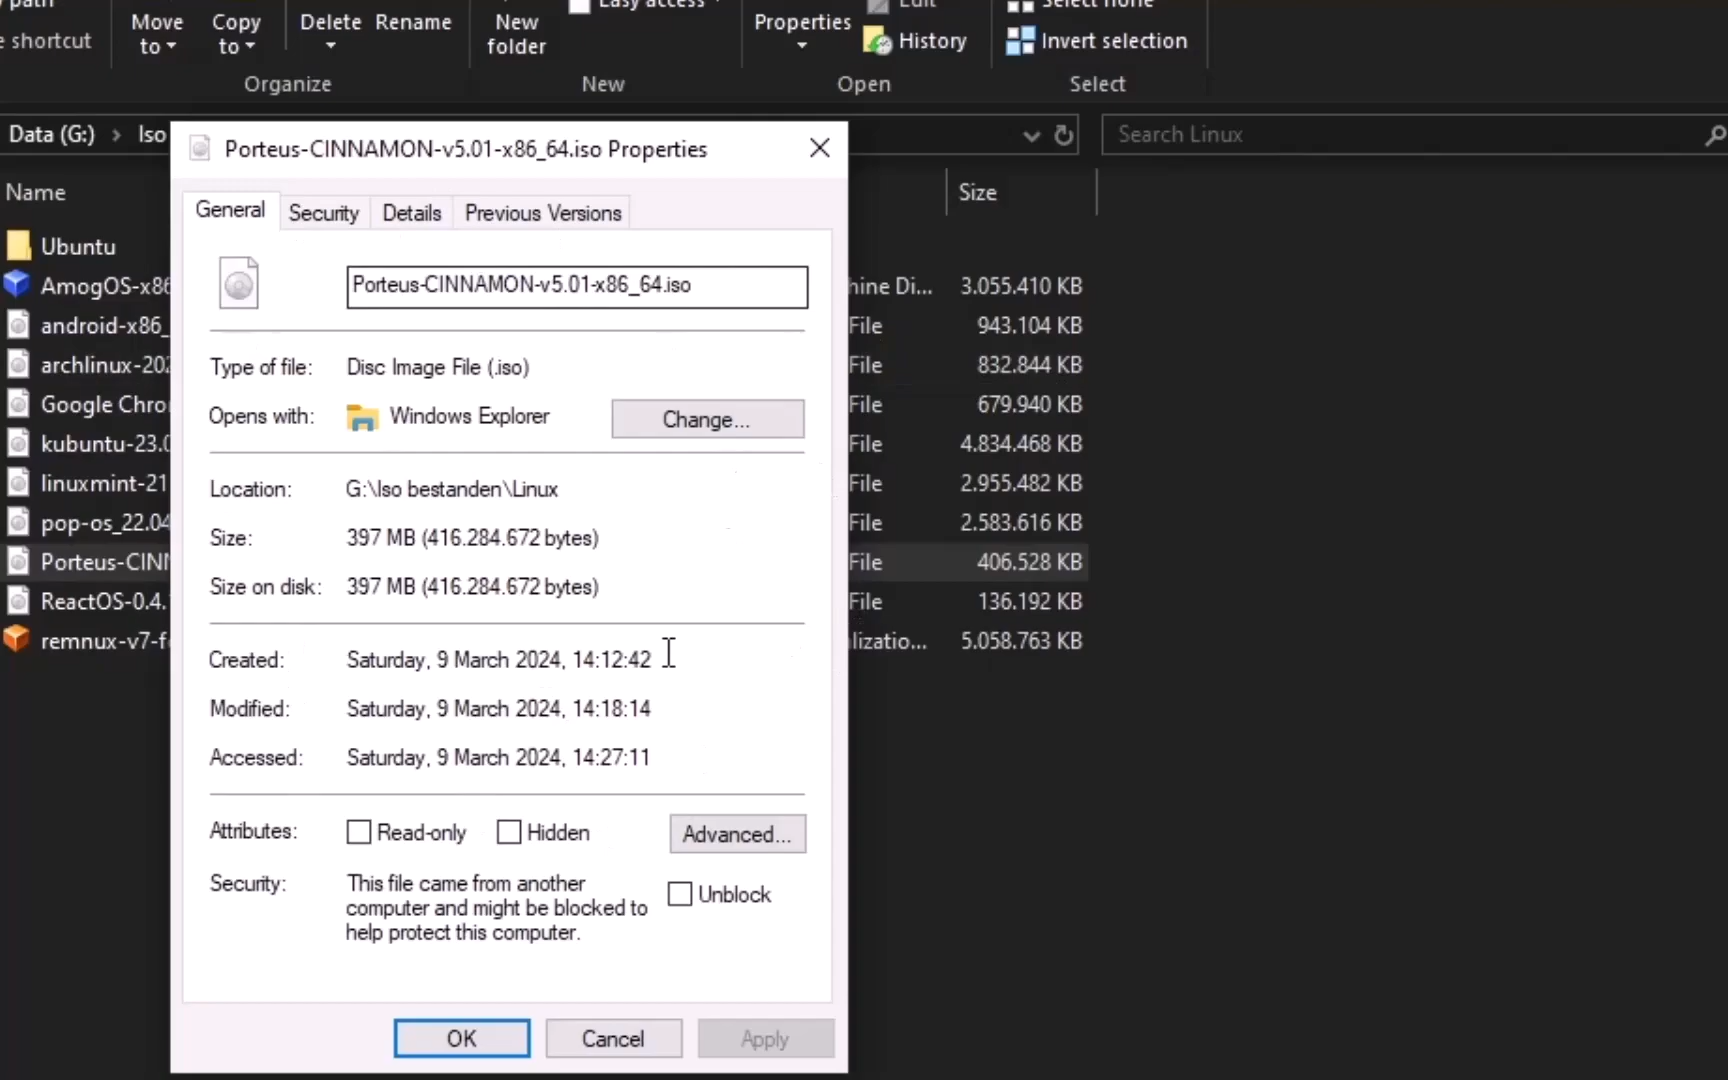 Move to
Copy to
Delete
Rename
New folder
Easy access
Properties
Edit
History
Select none
Invert selection
shortcut
Organize
New
Open
Select
Data (G:) > Iso
Search Linux
Porteus-CINNAMON-v5.01-x86_64.iso Properties
Name
Size
General
Security
Details
Previous Versions
Ubuntu
Porteus-CINNAMON-v5.01-x86_64.iso
AmogOS-x86
hine Di... 3.055.410 KB
android-x86_
File 943.104 KB
Type of file: Disc Image File (.iso)
archlinux-202
File 832.844 KB
Google Chro
File 679.940 KB
Opens with: Windows Explorer Change...
kubuntu-23.0
File 4.834.468 KB
Location: G:\Iso bestanden\Linux
linuxmint-21
File 2.955.482 KB
pop-os_22.04
File 2.583.616 KB
Size: 397 MB (416.284.672 bytes)
Porteus-CIN
File 406.528 KB
Size on disk: 397 MB (416.284.672 bytes)
ReactOS-0.4.
File 136.192 KB
remnux-v7-f
lizatio... 5.058.763 KB
Created: Saturday, 9 March 2024, 14:12:42
Modified: Saturday, 9 March 2024, 14:18:14
Accessed: Saturday, 9 March 2024, 14:27:11
Attributes: Read-only Hidden Advanced...
Security: This file came from another
computer and might be blocked to
help protect this computer.
Unblock
OK Cancel Apply